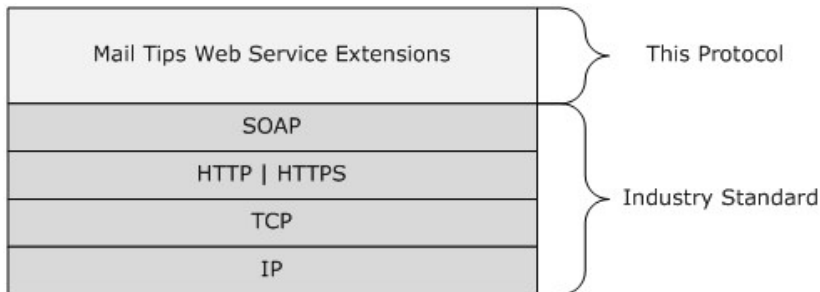 Mail Tips Web Service Extensions
This Protocol
SOAP
HTTP | HTTPS
Industry Standard
TCP
IP